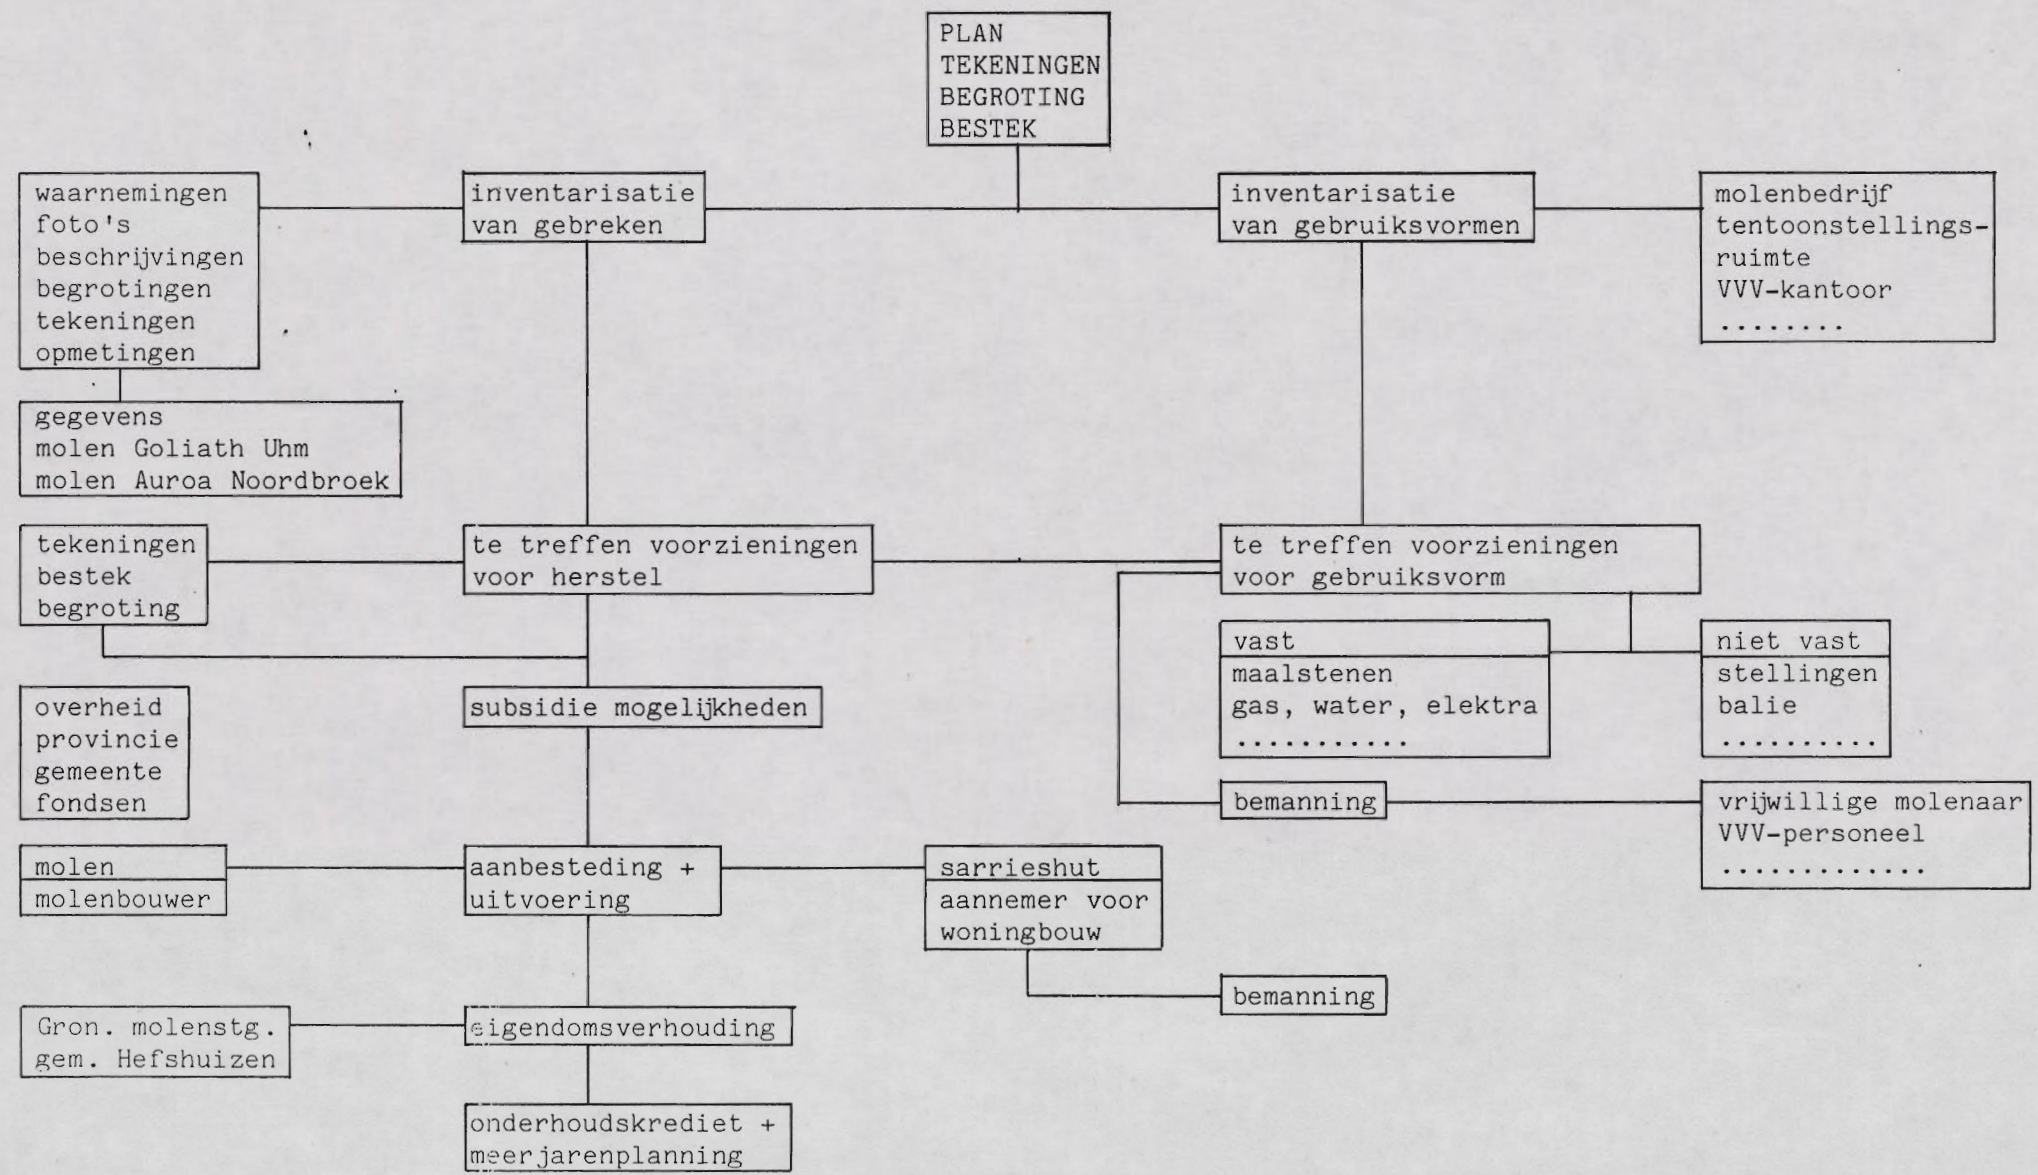 PLAN
TEKENINGEN
BEGROTING
BESTEK
waarnemingen
foto's
beschrijvingen
begrotingen
tekeningen
opmetingen
inventarisatie
van gebreken
inventarisatie
van gebruiksvormen
molenbedrijf
tentoonstellings-
ruimte
VVV-kantoor
........
gegevens
molen Goliath Uhm
molen Auroa Noordbroek
tekeningen
bestek
begroting
te treffen voorzieningen
voor herstel
te treffen voorzieningen
voor gebruiksvorm
vast
maalstenen
gas, water, elektra
...........
niet vast
stellingen
balie
..........
overheid
provincie
gemeente
fondsen
subsidie mogelijkheden
bemanning
vrijwillige molenaar
VVV-personeel
.............
molen
molenbouwer
aanbesteding +
uitvoering
sarrieshut
aannemer voor
woningbouw
bemanning
Gron. molenstg.
gem. Hefshuizen
eigendomsverhouding
onderhoudskrediet +
meerjarenplanning